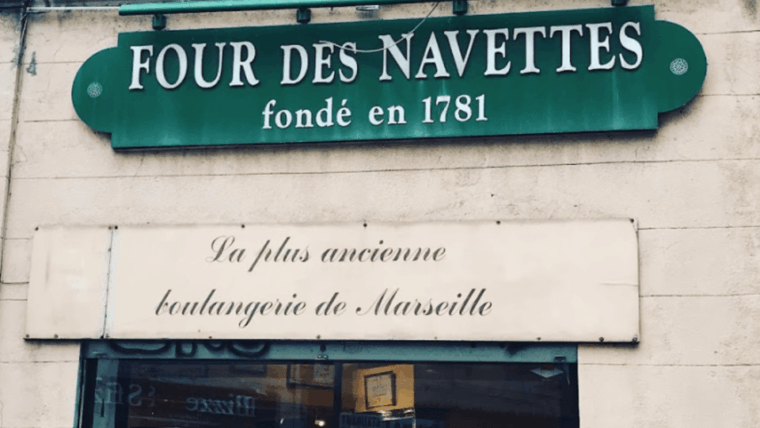 FOUR DES NAVETTES
fondé en 1781
La plus ancienne
boulangerie de Marseille